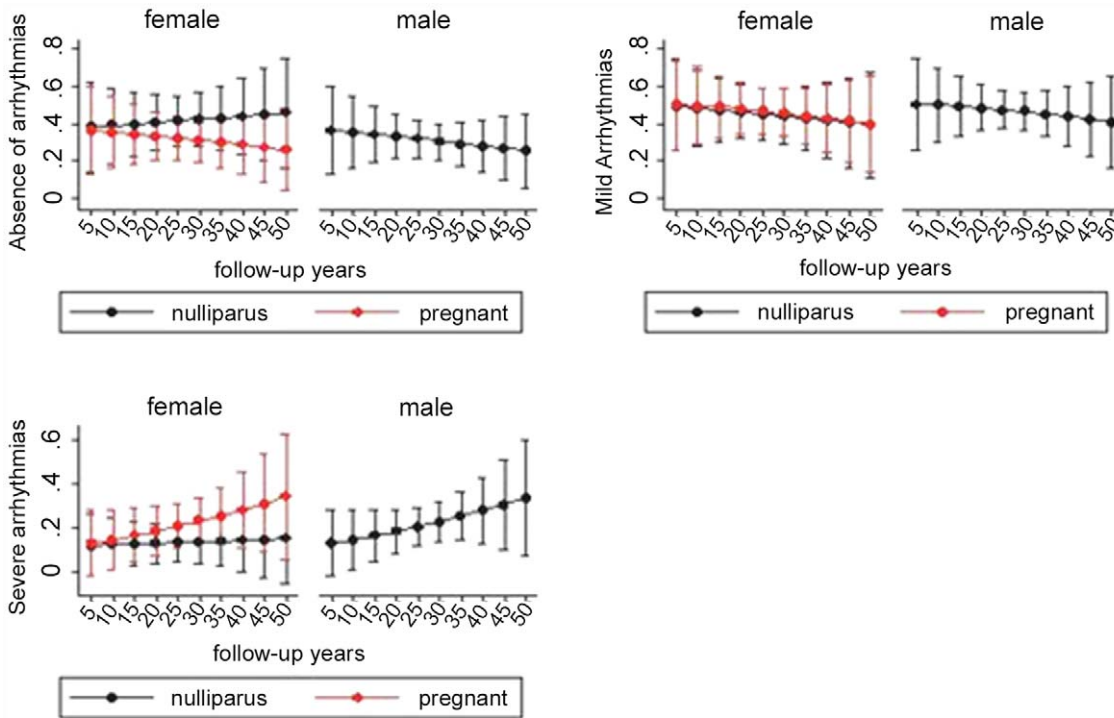 female male
Absence of arrhythmias
.8
.6
.4
.2
0
5 10 15 20 25 30 35 40 45 50 5 10 15 20 25 30 35 40 45 50
follow-up years
nulliparus pregnant
female male
Mild Arrhythmias
.8
.6
.4
.2
0
5 10 15 20 25 30 35 40 45 50 5 10 15 20 25 30 35 40 45 50
follow-up years
nulliparus pregnant
female male
Severe arrhythmias
.6
.4
.2
0
5 10 15 20 25 30 35 40 45 50 5 10 15 20 25 30 35 40 45 50
follow-up years
nulliparus pregnant